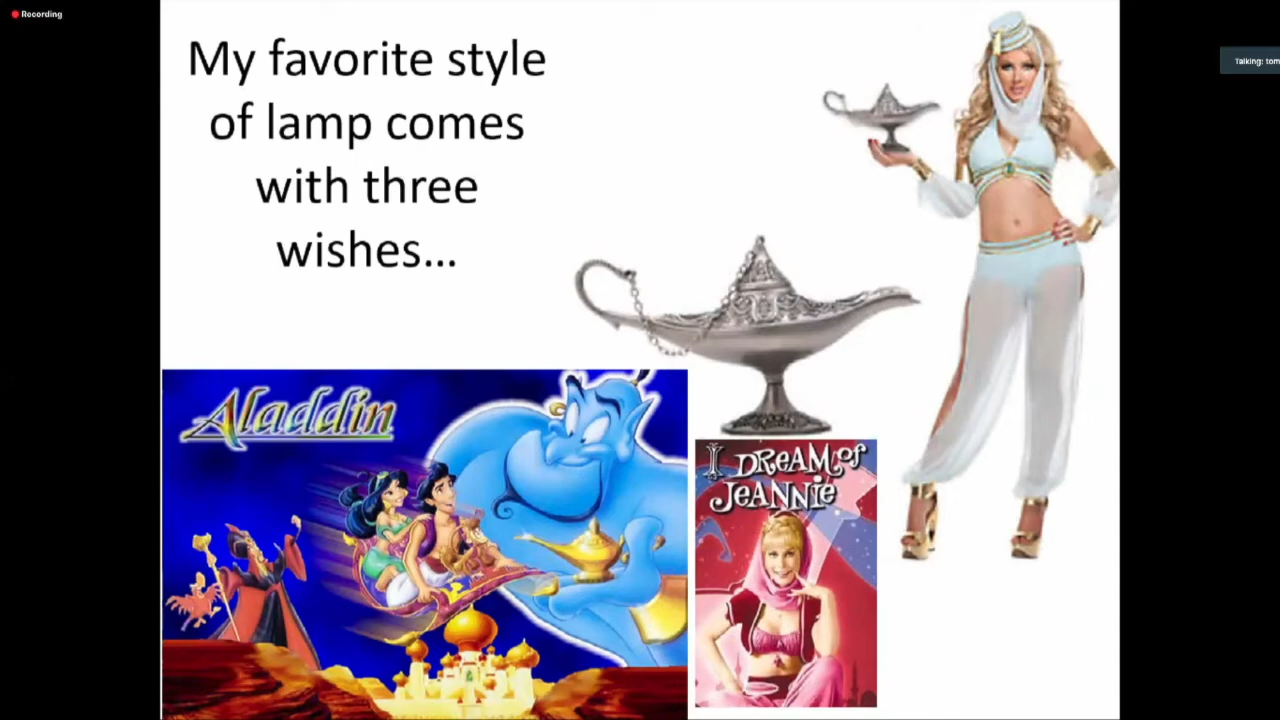 Recording
My favorite style
of lamp comes
with three
wishes...
Talking: tom
Aladdin
I DREAM of
JEANNIE